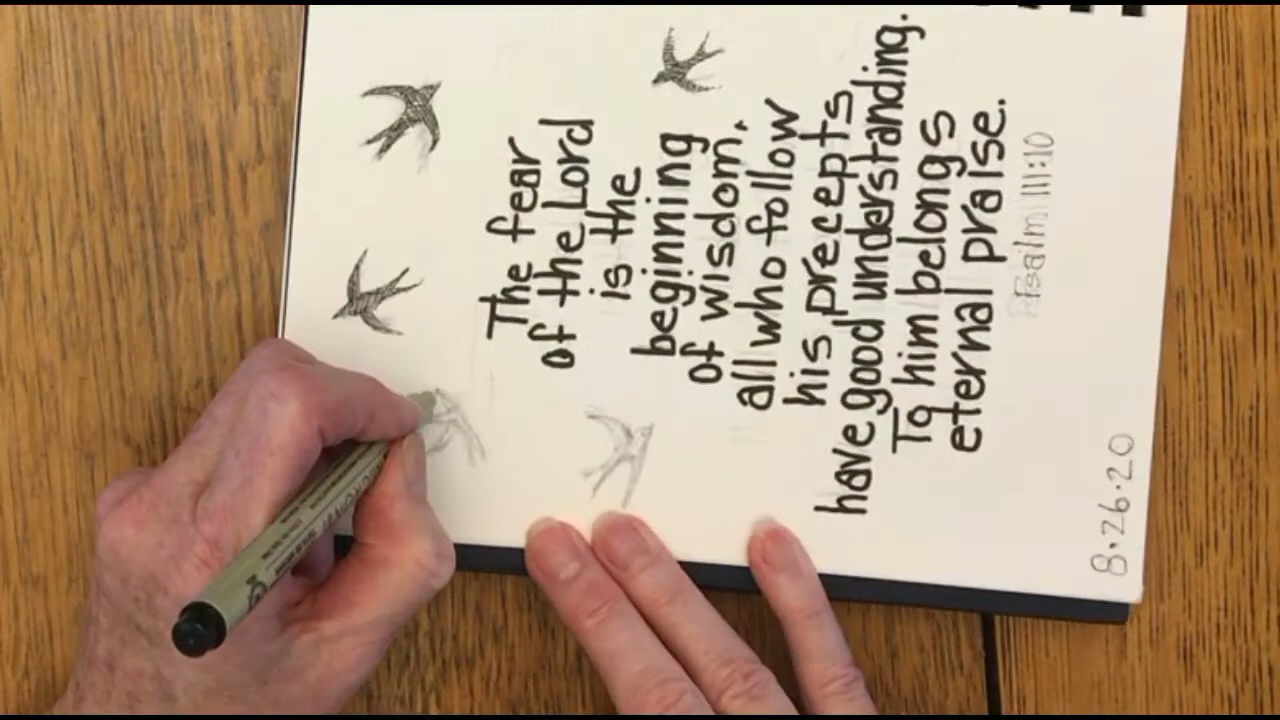 The fear
of the Lord
is the
beginning
of wisdom,
all who follow
his precepts
have good understanding.
To him belongs
eternal praise.
Psalm 111:10
8.26.20